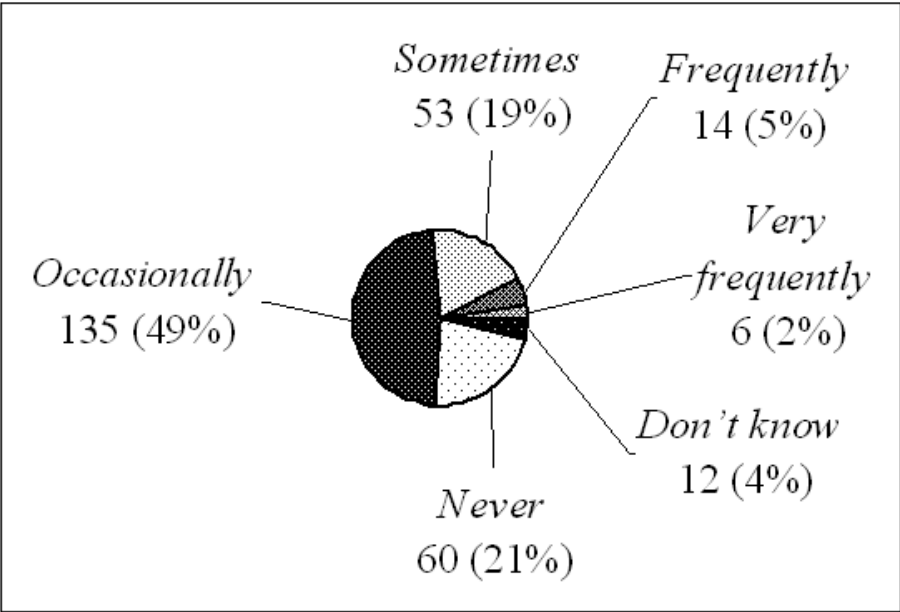 Sometimes
53 (19%)
Frequently
14 (5%)
Very
frequently
6 (2%)
Occasionally
135 (49%)
Don’t know
12 (4%)
Never
60 (21%)